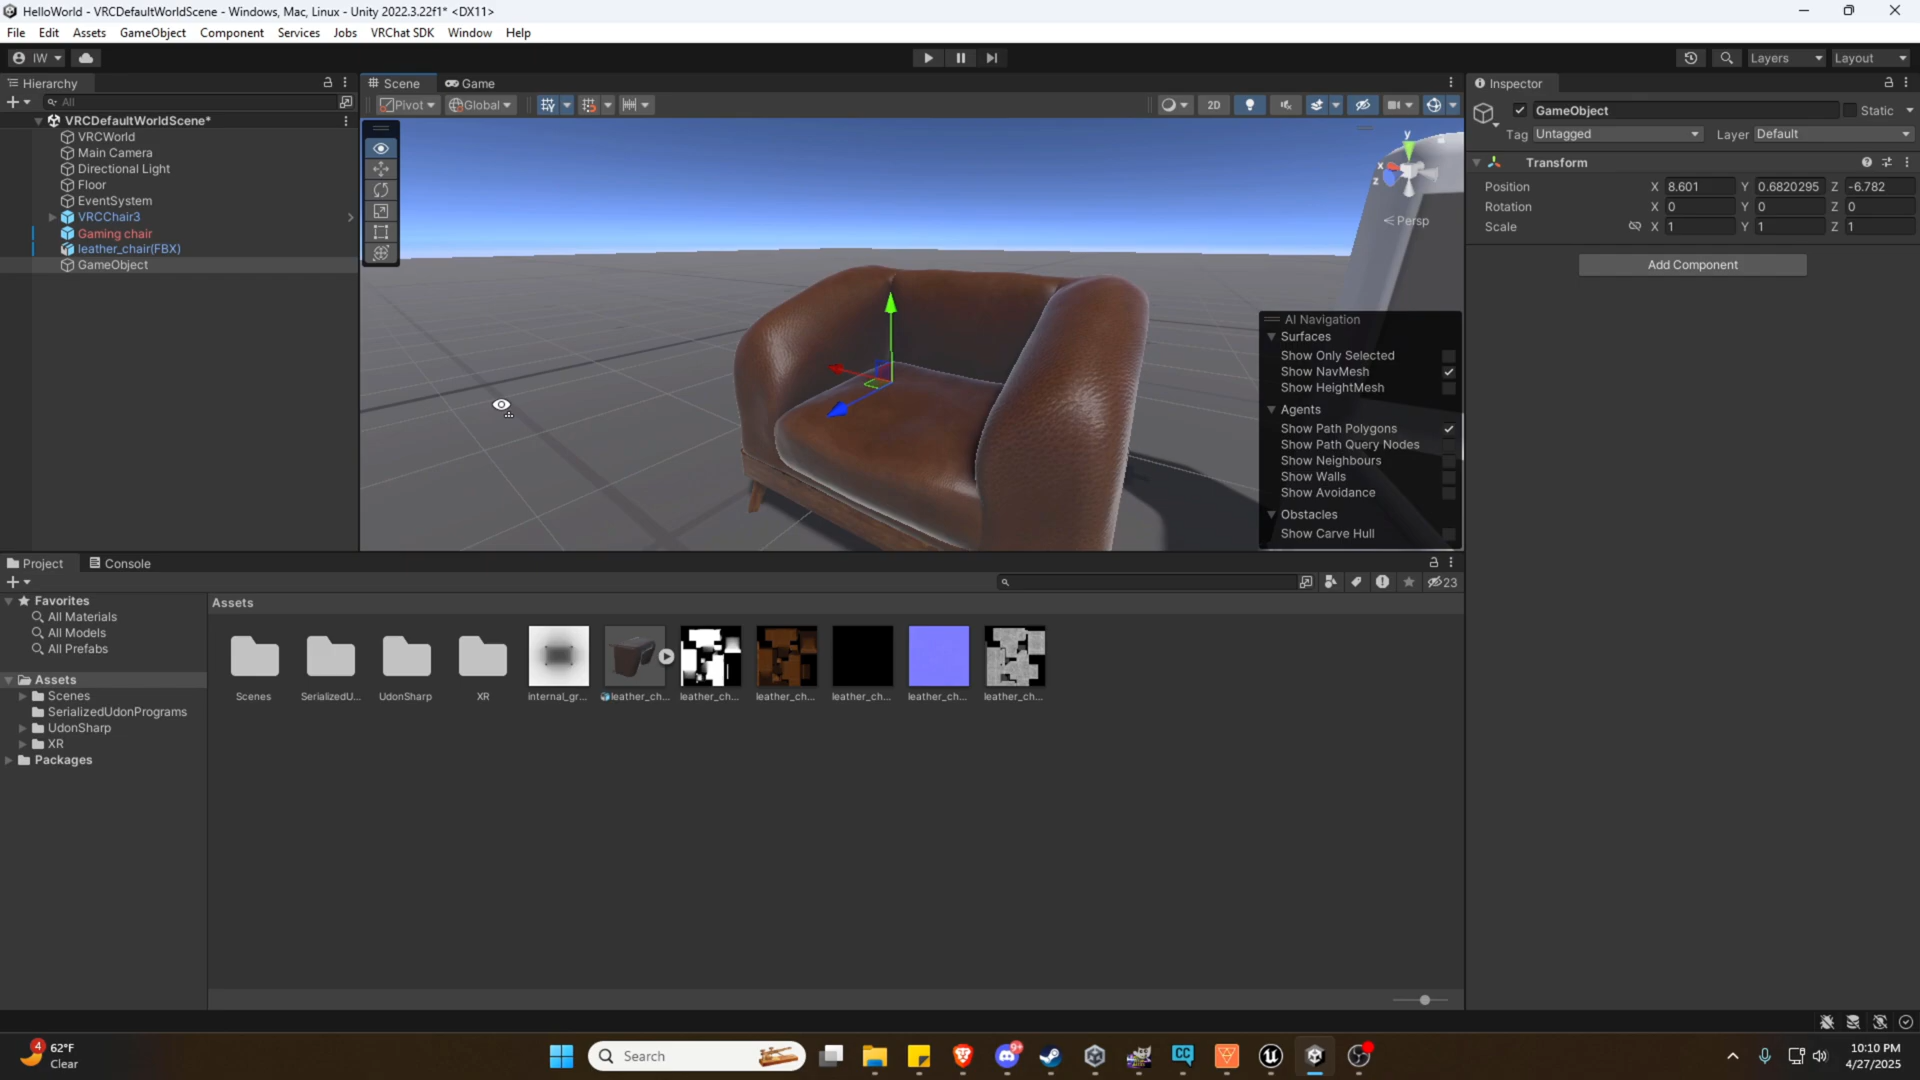 HelloWorld - VRCDefaultWorldScene - Windows, Mac, Linux - Unity 2022.3.22f1* <DX11>
File Edit Assets GameObject Component Services Jobs VRChat SDK Window Help
IW
Layers
Layout
Hierarchy
All
VRCDefaultWorldScene*
VRCWorld
Main Camera
Directional Light
Floor
EventSystem
VRCChair3
Gaming chair
leather_chair(FBX)
GameObject
Scene
Game
Pivot
Global
2D
y
x
z
Persp
AI Navigation
Surfaces
Show Only Selected
Show NavMesh
Show HeightMesh
Agents
Show Path Polygons
Show Path Query Nodes
Show Neighbours
Show Walls
Show Avoidance
Obstacles
Show Carve Hull
Inspector
GameObject
Static
Tag Untagged
Layer Default
Transform
Position X 8.601 Y 0.6820295 Z -6.782
Rotation X 0 Y 0 Z 0
Scale X 1 Y 1 Z 1
Add Component
Project
Console
23
Favorites
All Materials
All Models
All Prefabs
Assets
Scenes
SerializedUdonPrograms
UdonSharp
XR
Packages
Assets
Scenes
SerializedU...
UdonSharp
XR
internal_gr...
leather_ch...
leather_ch...
leather_ch...
leather_ch...
leather_ch...
leather_ch...
4
62°F
Clear
Search
9+
CC
10:10 PM
4/27/2025